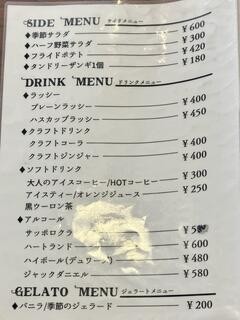 SIDE MENU サイドメニュー
◆季節サラダ ¥600
◆ハーフ野菜サラダ ¥300
◆フライドポテト ¥420
◆タンドリーザンギ1個 ¥180
DRINK MENU ドリンクメニュー
◆ラッシー
プレーンラッシー ¥400
ハスカップラッシー ¥450
◆クラフトドリンク
クラフトコーラ ¥400
クラフトジンジャー ¥400
◆ソフトドリンク
大人のアイスコーヒー/HOTコーヒー ¥300
アイスティー/オレンジジュース ¥250
黒ウーロン茶
◆アルコール
サッポロクラ ¥5
ハートランド ¥600
ハイボール(デュワーズ) ¥480
ジャックダニエル ¥580
GELATO MENU ジェラートメニュー
◆バニラ/季節のジェラード ¥200